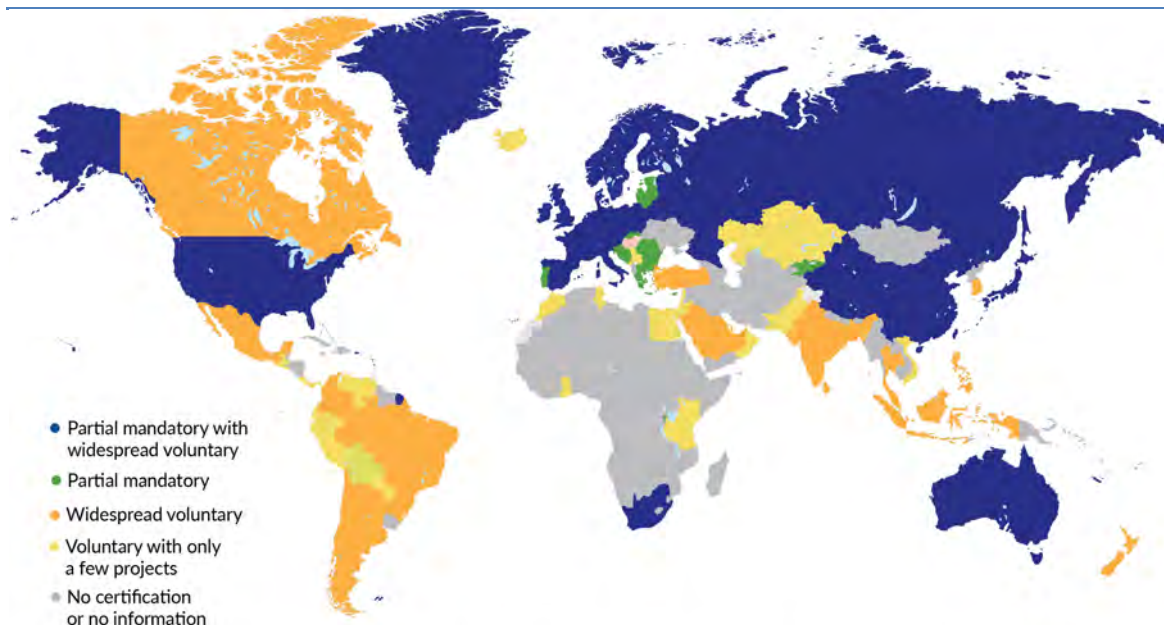 Partial mandatory with
widespread voluntary
Partial mandatory
Widespread voluntary
Voluntary with only
a few projects
No certification
or no information